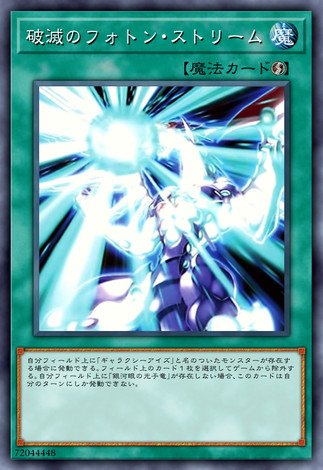 破滅のフォトン・ストリーム 魔
【魔法カード】
自分フィールド上に「ギャラクシーアイズ」と名のついたモンスターが存在す
る場合に発動できる。フィールド上のカード1枚を選択してゲームから除外す
る。自分フィールド上に「銀河眼の光子竜」が存在しない場合、このカードは自
分のターンにしか発動できない。
72044448